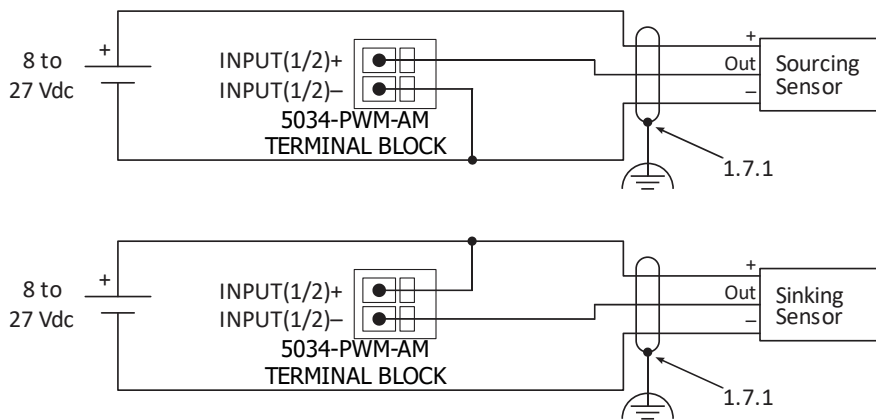 8 to
27 Vdc
+
INPUT(1/2)+
INPUT(1/2)–
5034-PWM-AM
TERMINAL BLOCK
+
Out
–
Sourcing
Sensor
1.7.1
8 to
27 Vdc
+
INPUT(1/2)+
INPUT(1/2)–
5034-PWM-AM
TERMINAL BLOCK
+
Out
–
Sinking
Sensor
1.7.1